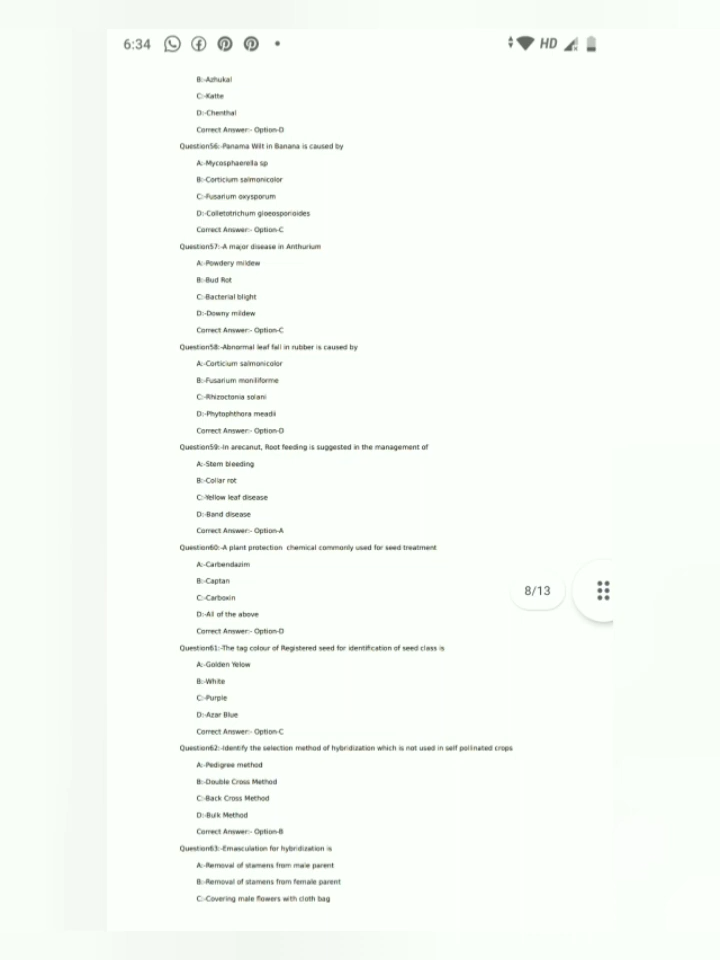 6:34 HD
B:-Azhukal
C:-Katte
D:-Chenthal
Correct Answer:- Option-D
Question56:-Panama Wilt in Banana is caused by
A:-Mycosphaerella sp
B:-Corticium salmonicolor
C:-Fusarium oxysporum
D:-Colletotrichum gloeosporioides
Correct Answer:- Option-C
Question57:-A major disease in Anthurium
A:-Powdery mildew
B:-Bud Rot
C:-Bacterial blight
D:-Downy mildew
Correct Answer:- Option-C
Question58:-Abnormal leaf fall in rubber is caused by
A:-Corticium salmonicolor
B:-Fusarium moniliforme
C:-Rhizoctonia solani
D:-Phytophthora meadii
Correct Answer:- Option-D
Question59:-In arecanut, Root feeding is suggested in the management of
A:-Stem bleeding
B:-Collar rot
C:-Yellow leaf disease
D:-Band disease
Correct Answer:- Option-A
Question60:-A plant protection chemical commonly used for seed treatment
A:-Carbendazim
B:-Captan
C:-Carboxin
D:-All of the above
Correct Answer:- Option-D
8/13
Question61:-The tag colour of Registered seed for identification of seed class is
A:-Golden Yelow
B:-White
C:-Purple
D:-Azar Blue
Correct Answer:- Option-C
Question62:-Identify the selection method of hybridization which is not used in self pollinated crops
A:-Pedigree method
B:-Double Cross Method
C:-Back Cross Method
D:-Bulk Method
Correct Answer:- Option-B
Question63:-Emasculation for hybridization is
A:-Removal of stamens from male parent
B:-Removal of stamens from female parent
C:-Covering male flowers with cloth bag